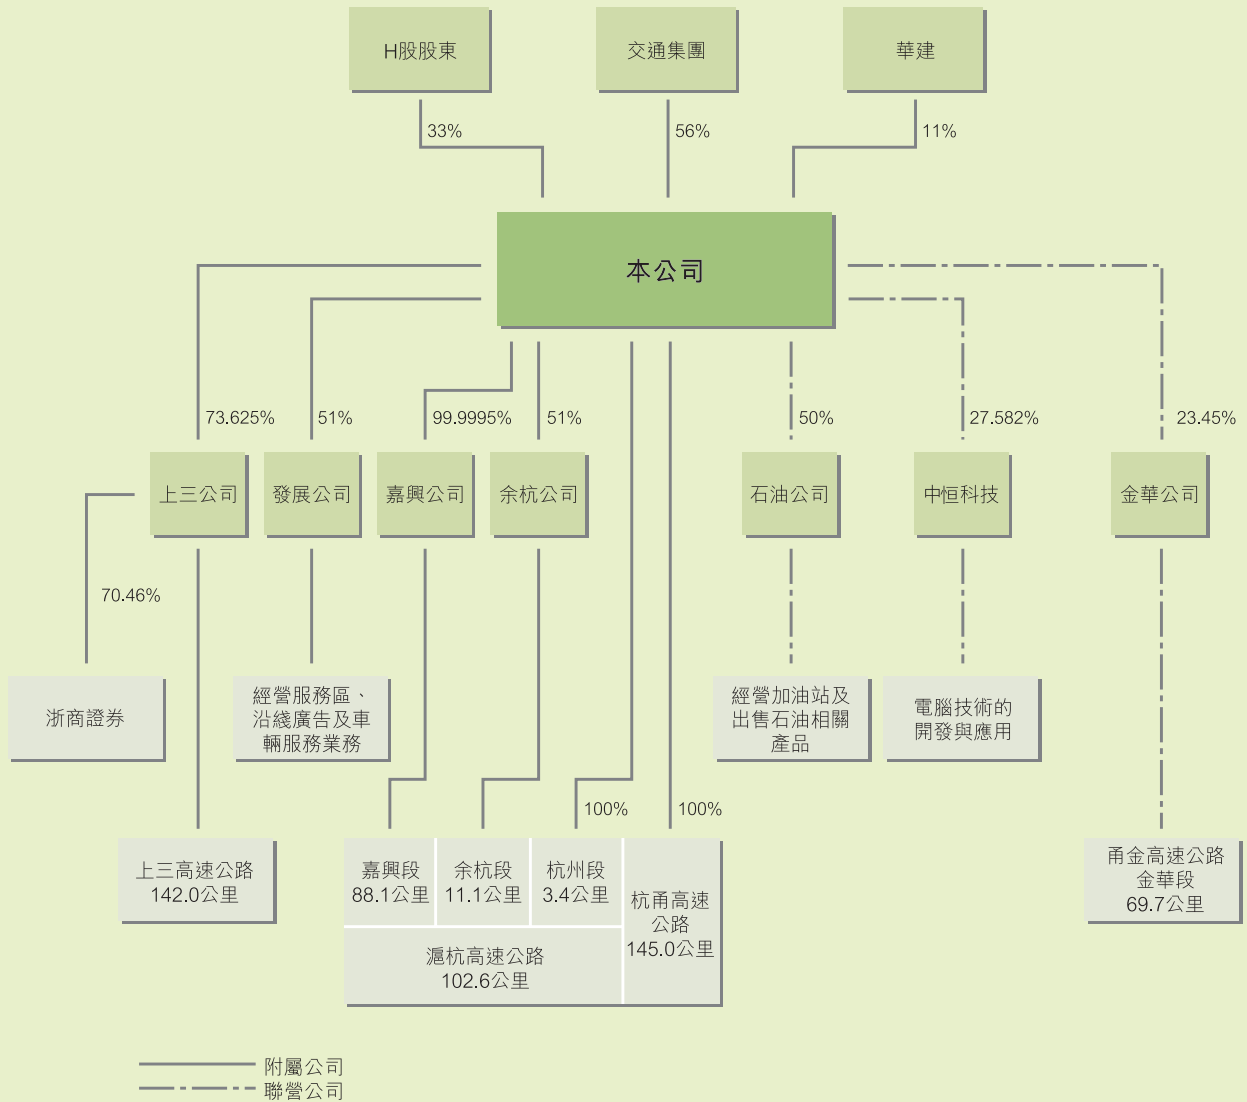 H股股東
交通集團
華建
33%
56%
11%
本公司
73.625%
51%
99.9995%
51%
50%
27.582%
23.45%
上三公司
發展公司
嘉興公司
余杭公司
石油公司
中恒科技
金華公司
70.46%
浙商證券
經營服務區、
沿綫廣告及車
輛服務業務
經營加油站及
出售石油相關
產品
電腦技術的
開發與應用
100%
100%
上三高速公路
142.0公里
嘉興段
88.1公里
余杭段
11.1公里
杭州段
3.4公里
杭甬高速
公路
145.0公里
滬杭高速公路
102.6公里
甬金高速公路
金華段
69.7公里
附屬公司
聯營公司